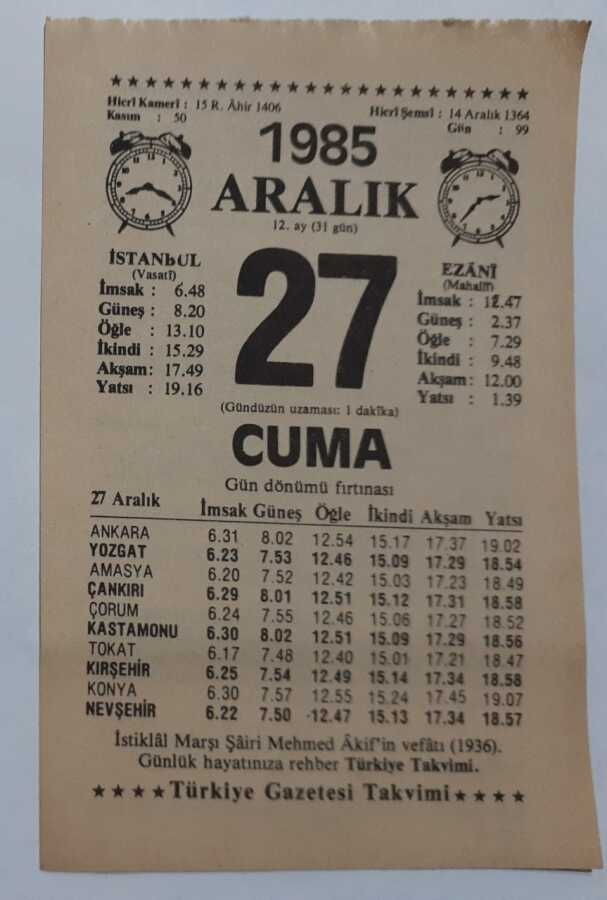 ★★★★★★★★★★★★★★★★★★★★★★
Hicrî Kamerî : 15 R. Âhir 1406
Kasım : 50
Hicrî Şemsî : 14 Aralık 1364
Gün : 99
1985
ARALIK
12. ay (31 gün)
27
(Gündüzün uzaması: 1 dakîka)
CUMA
Gün dönümü fırtınası
İSTANBUL
(Vasatî)
İmsak : 6.48
Güneş : 8.20
Öğle : 13.10
İkindi : 15.29
Akşam : 17.49
Yatsı : 19.16
EZÂNÎ
(Mahallî)
İmsak : 12.47
Güneş : 2.37
Öğle : 7.29
İkindi : 9.48
Akşam : 12.00
Yatsı : 1.39
27 Aralık İmsak Güneş Öğle İkindi Akşam Yatsı
ANKARA 6.31 8.02 12.54 15.17 17.37 19.02
YOZGAT 6.23 7.53 12.46 15.09 17.29 18.54
AMASYA 6.20 7.52 12.42 15.03 17.23 18.49
ÇANKIRI 6.29 8.01 12.51 15.12 17.31 18.58
ÇORUM 6.24 7.55 12.46 15.06 17.27 18.52
KASTAMONU 6.30 8.02 12.51 15.09 17.29 18.56
TOKAT 6.17 7.48 12.40 15.01 17.21 18.47
KIRŞEHİR 6.25 7.54 12.49 15.14 17.34 18.58
KONYA 6.30 7.57 12.55 15.24 17.45 19.07
NEVŞEHİR 6.22 7.50 12.47 15.13 17.34 18.57
İstiklâl Marşı Şâiri Mehmed Âkif'in vefâtı (1936).
Günlük hayatınıza rehber Türkiye Takvimi.
★★★★Türkiye Gazetesi Takvimi★★★★